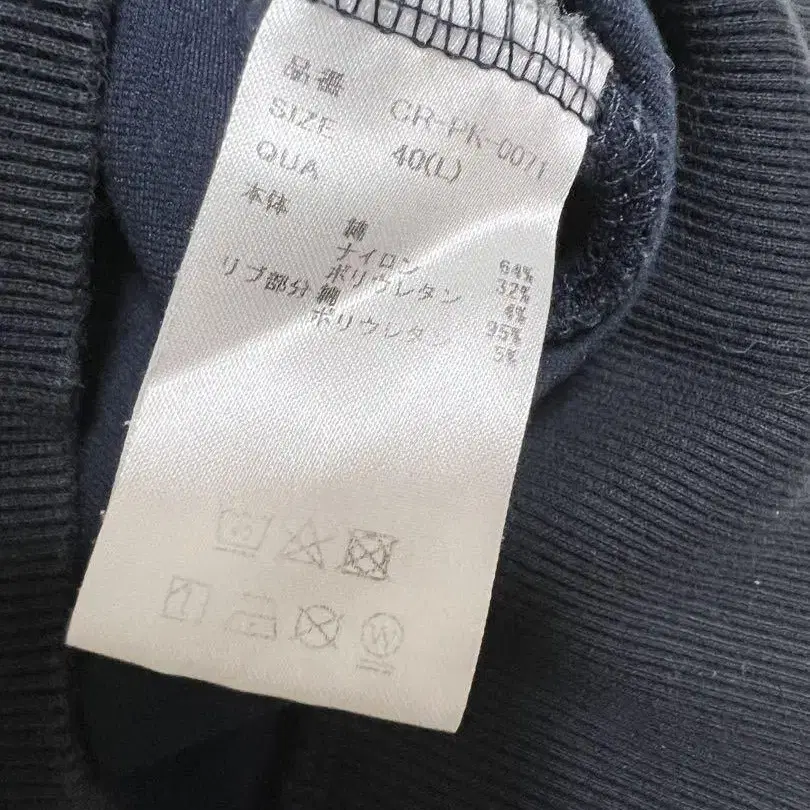 品番 CR-PK-0071
SIZE 40(L)
QUA
本体 綿 64%
ナイロン 32%
ポリウレタン 4%
リブ部分 綿 95%
ポリウレタン 5%
W